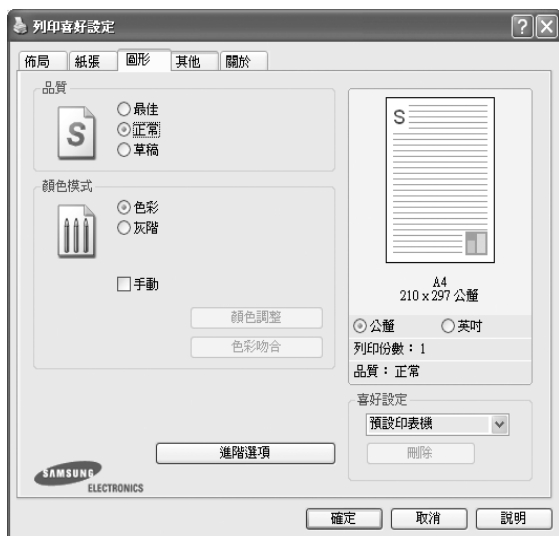 列印喜好設定
佈局 紙張 圖形 其他 關於
品質
S
最佳
正常
草稿
顏色模式
色彩
灰階
手動
顏色調整
色彩吻合
進階選項
SAMSUNG
ELECTRONICS
S
A4
210 x 297 公釐
公釐 英吋
列印份數：1
品質：正常
喜好設定
預設印表機
刪除
確定 取消 說明